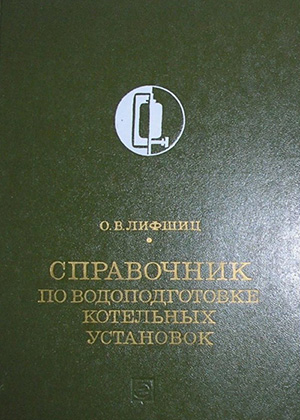 О.В.ЛИФШИЦ
СПРАВОЧНИК
ПО ВОДОПОДГОТОВКЕ
КОТЕЛЬНЫХ
УСТАНОВОК